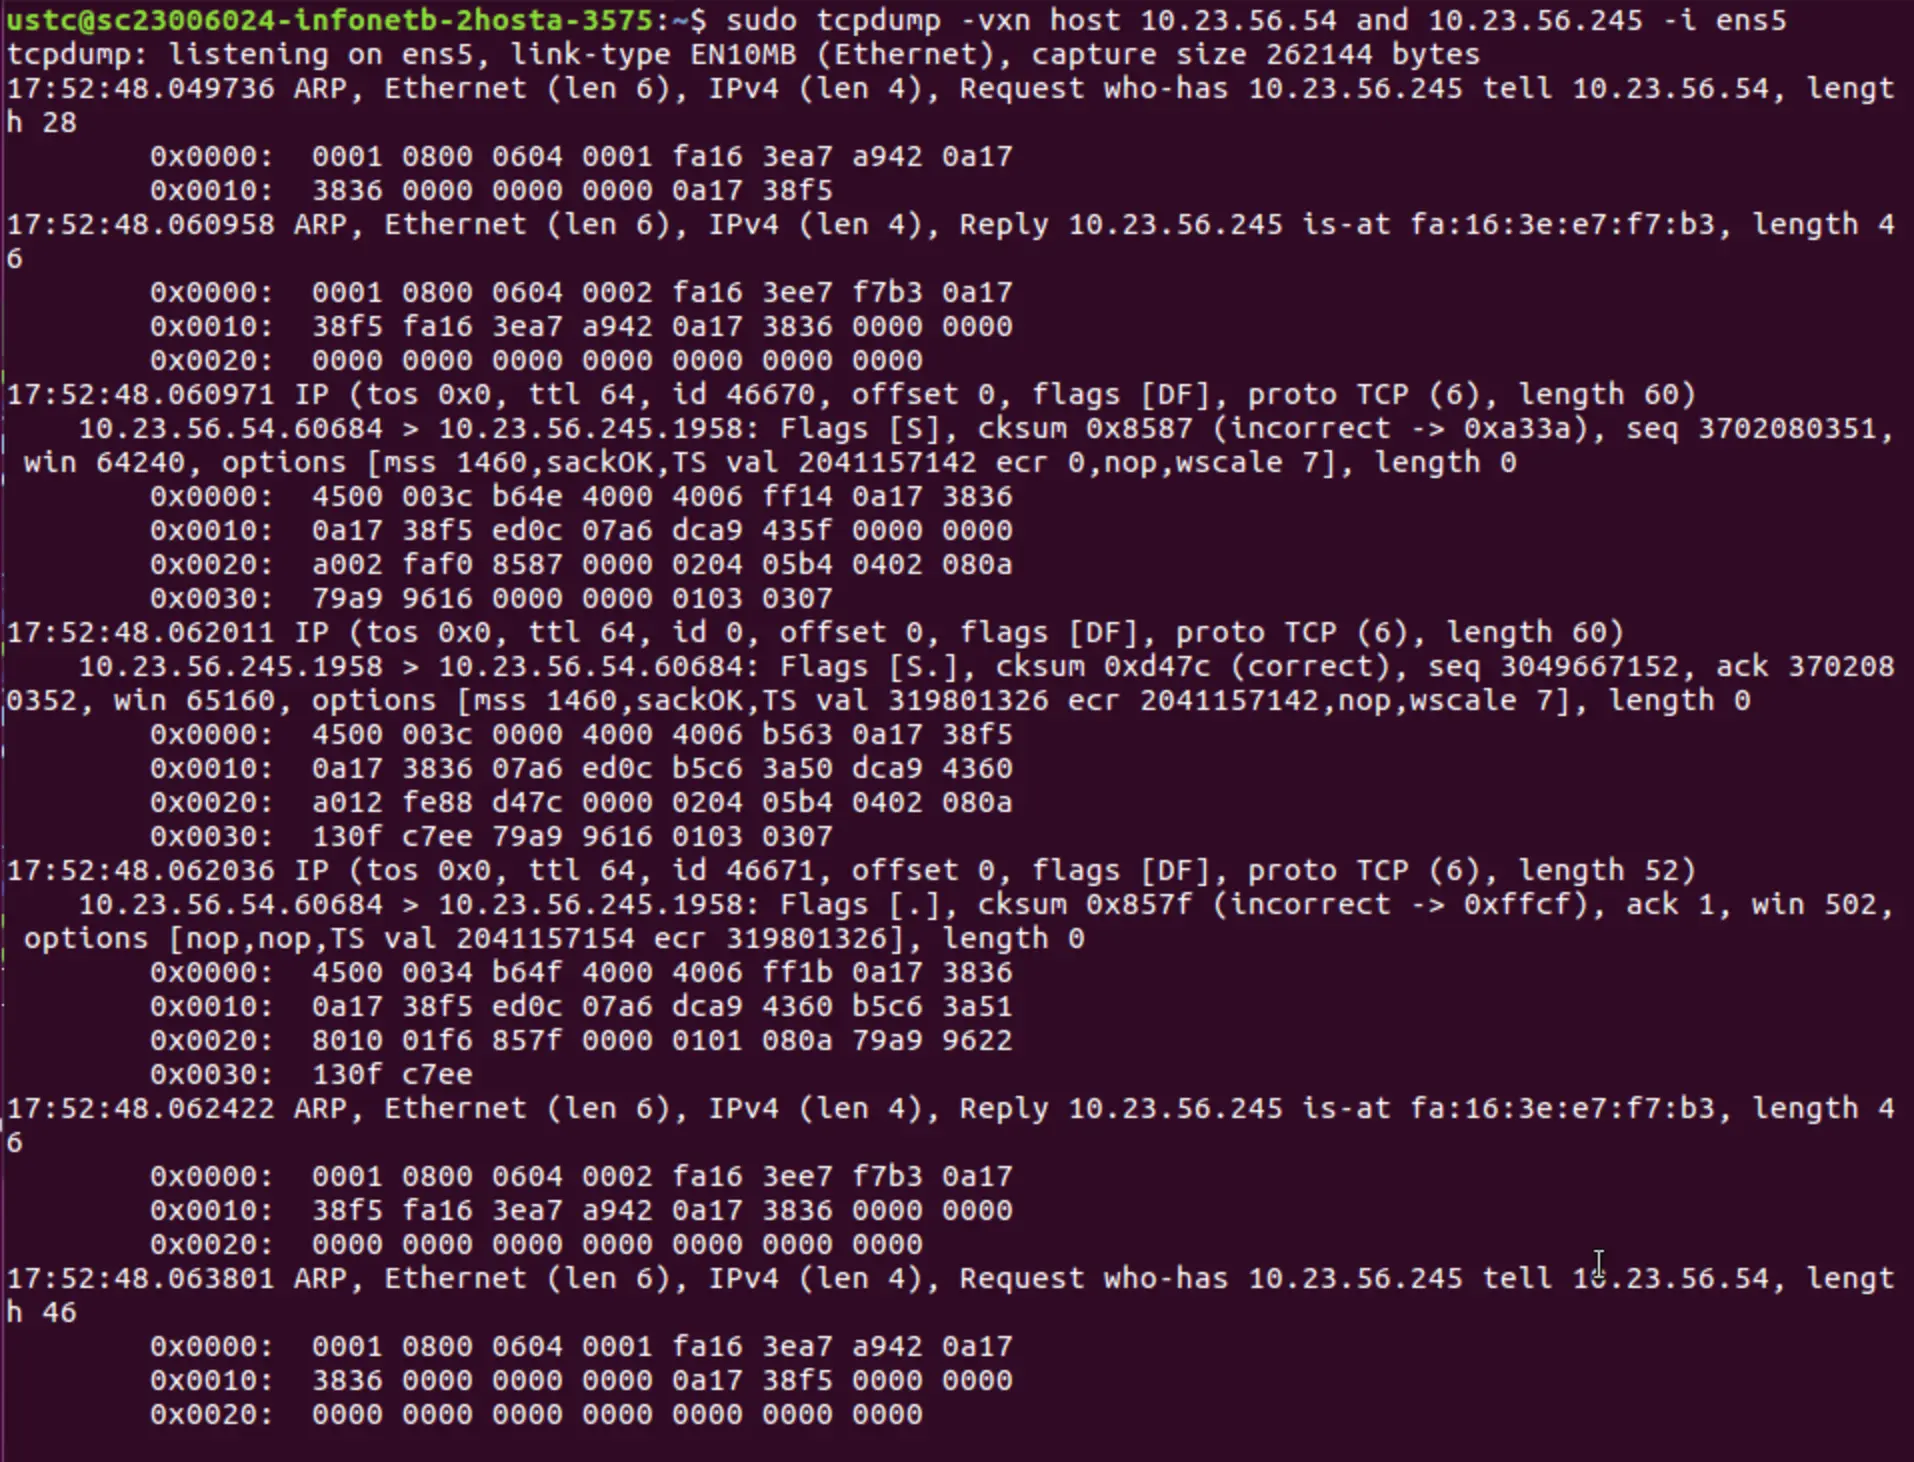 ustc@sc23006024-infonetb-2hosta-3575:~$ sudo tcpdump -vxn host 10.23.56.54 and 10.23.56.245 -i ens5
tcpdump: listening on ens5, link-type EN10MB (Ethernet), capture size 262144 bytes
17:52:48.049736 ARP, Ethernet (len 6), IPv4 (len 4), Request who-has 10.23.56.245 tell 10.23.56.54, lengt
h 28
0x0000:  0001 0800 0604 0001 fa16 3ea7 a942 0a17
0x0010:  3836 0000 0000 0000 0a17 38f5
17:52:48.060958 ARP, Ethernet (len 6), IPv4 (len 4), Reply 10.23.56.245 is-at fa:16:3e:e7:f7:b3, length 4
6
0x0000:  0001 0800 0604 0002 fa16 3ee7 f7b3 0a17
0x0010:  38f5 fa16 3ea7 a942 0a17 3836 0000 0000
0x0020:  0000 0000 0000 0000 0000 0000 0000
17:52:48.060971 IP (tos 0x0, ttl 64, id 46670, offset 0, flags [DF], proto TCP (6), length 60)
10.23.56.54.60684 > 10.23.56.245.1958: Flags [S], cksum 0x8587 (incorrect -> 0xa33a), seq 3702080351,
win 64240, options [mss 1460,sackOK,TS val 2041157142 ecr 0,nop,wscale 7], length 0
0x0000:  4500 003c b64e 4000 4006 ff14 0a17 3836
0x0010:  0a17 38f5 ed0c 07a6 dca9 435f 0000 0000
0x0020:  a002 faf0 8587 0000 0204 05b4 0402 080a
0x0030:  79a9 9616 0000 0000 0103 0307
17:52:48.062011 IP (tos 0x0, ttl 64, id 0, offset 0, flags [DF], proto TCP (6), length 60)
10.23.56.245.1958 > 10.23.56.54.60684: Flags [S.], cksum 0xd47c (correct), seq 3049667152, ack 370208
0352, win 65160, options [mss 1460,sackOK,TS val 319801326 ecr 2041157142,nop,wscale 7], length 0
0x0000:  4500 003c 0000 4000 4006 b563 0a17 38f5
0x0010:  0a17 3836 07a6 ed0c b5c6 3a50 dca9 4360
0x0020:  a012 fe88 d47c 0000 0204 05b4 0402 080a
0x0030:  130f c7ee 79a9 9616 0103 0307
17:52:48.062036 IP (tos 0x0, ttl 64, id 46671, offset 0, flags [DF], proto TCP (6), length 52)
10.23.56.54.60684 > 10.23.56.245.1958: Flags [.], cksum 0x857f (incorrect -> 0xffcf), ack 1, win 502,
options [nop,nop,TS val 2041157154 ecr 319801326], length 0
0x0000:  4500 0034 b64f 4000 4006 ff1b 0a17 3836
0x0010:  0a17 38f5 ed0c 07a6 dca9 4360 b5c6 3a51
0x0020:  8010 01f6 857f 0000 0101 080a 79a9 9622
0x0030:  130f c7ee
17:52:48.062422 ARP, Ethernet (len 6), IPv4 (len 4), Reply 10.23.56.245 is-at fa:16:3e:e7:f7:b3, length 4
6
0x0000:  0001 0800 0604 0002 fa16 3ee7 f7b3 0a17
0x0010:  38f5 fa16 3ea7 a942 0a17 3836 0000 0000
0x0020:  0000 0000 0000 0000 0000 0000 0000
17:52:48.063801 ARP, Ethernet (len 6), IPv4 (len 4), Request who-has 10.23.56.245 tell 10.23.56.54, lengt
h 46
0x0000:  0001 0800 0604 0001 fa16 3ea7 a942 0a17
0x0010:  3836 0000 0000 0000 0a17 38f5 0000 0000
0x0020:  0000 0000 0000 0000 0000 0000 0000